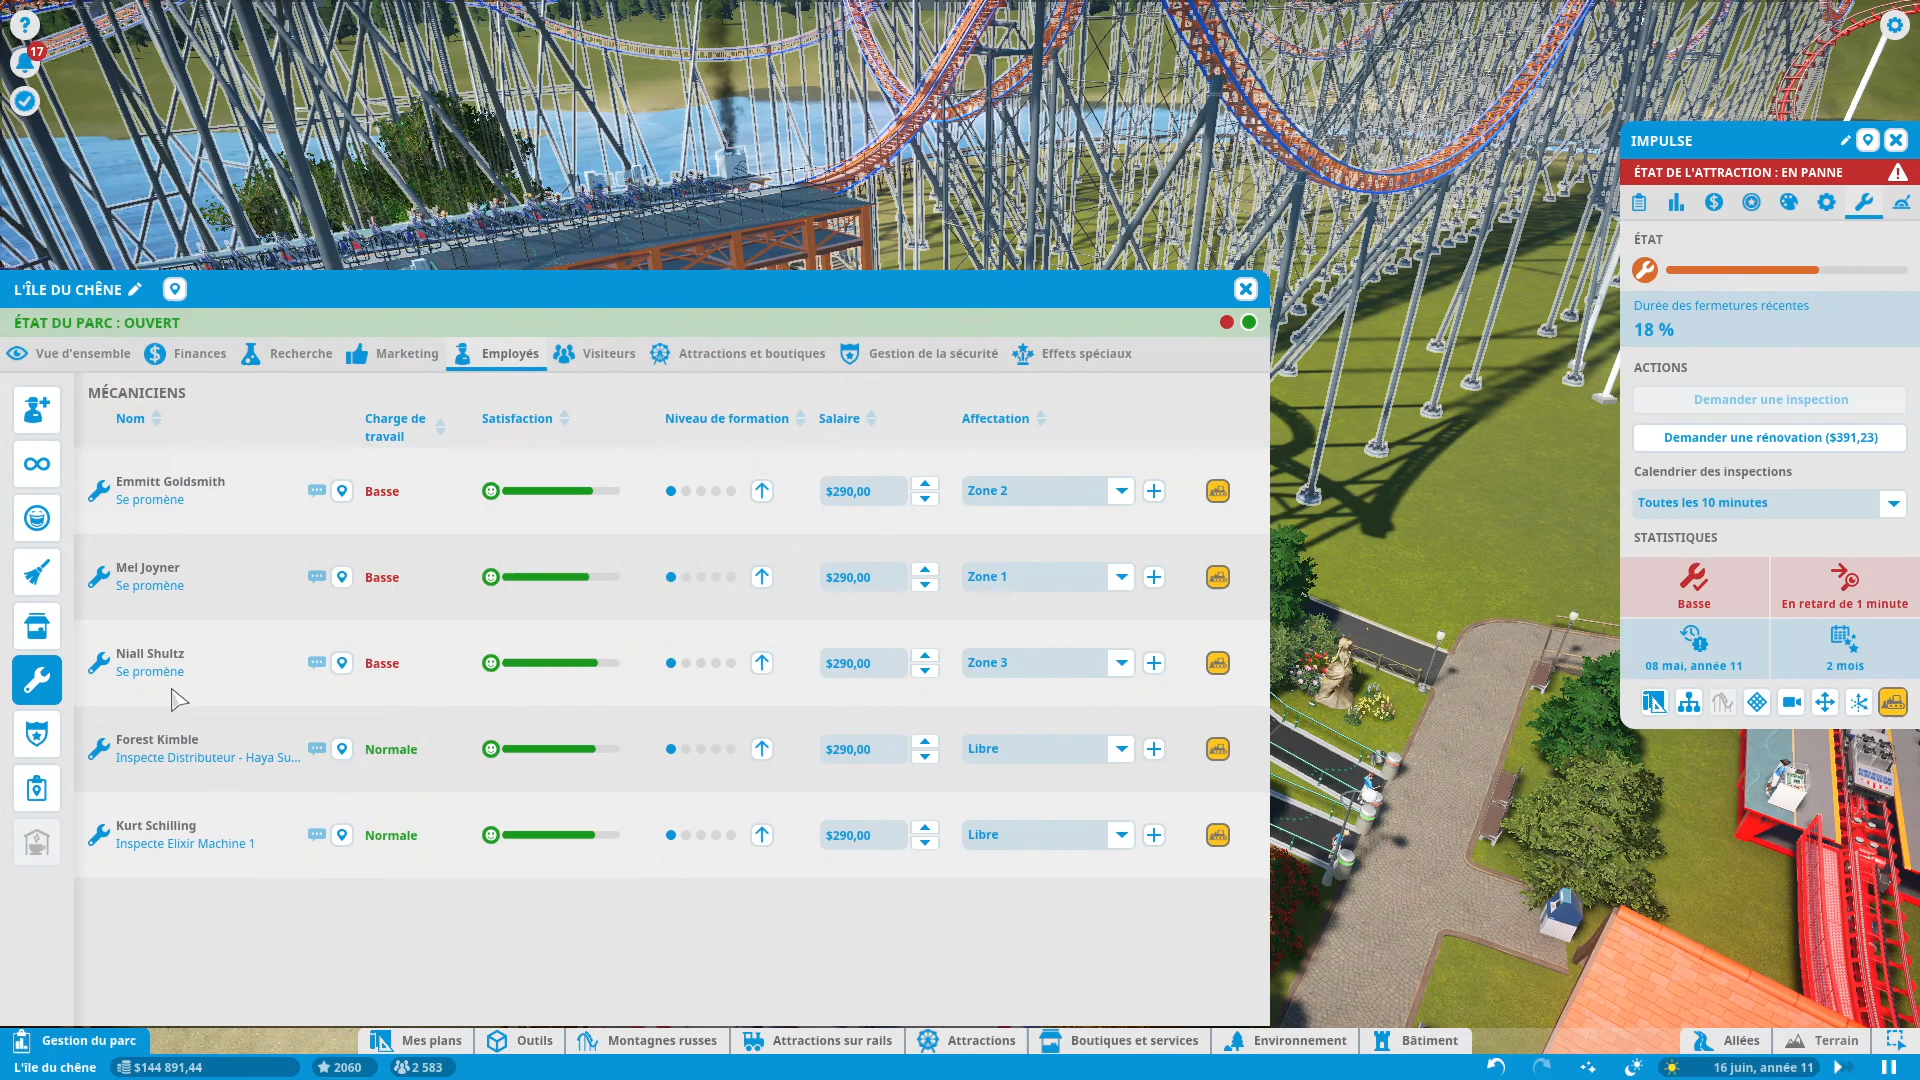 ?
17
L'ÎLE DU CHÊNE
ÉTAT DU PARC : OUVERT
Vue d'ensemble
Finances
Recherche
Marketing
Employés
Visiteurs
Attractions et boutiques
Gestion de la sécurité
Effets spéciaux
MÉCANICIENS
Nom
Charge de travail
Satisfaction
Niveau de formation
Salaire
Affectation
Emmitt Goldsmith
Se promène
Basse
$290,00
Zone 2
Mel Joyner
Se promène
Basse
$290,00
Zone 1
Niall Shultz
Se promène
Basse
$290,00
Zone 3
Forest Kimble
Inspecte Distributeur - Haya Su...
Normale
$290,00
Libre
Kurt Schilling
Inspecte Elixir Machine 1
Normale
$290,00
Libre
IMPULSE
ÉTAT DE L'ATTRACTION : EN PANNE
ÉTAT
Durée des fermetures récentes
18 %
ACTIONS
Demander une inspection
Demander une rénovation ($391,23)
Calendrier des inspections
Toutes les 10 minutes
STATISTIQUES
Basse
En retard de 1 minute
08 mai, année 11
2 mois
Gestion du parc
Mes plans
Outils
Montagnes russes
Attractions sur rails
Attractions
Boutiques et services
Environnement
Bâtiment
Allées
Terrain
L'île du chêne
$144 891,44
2060
2 583
16 juin, année 11